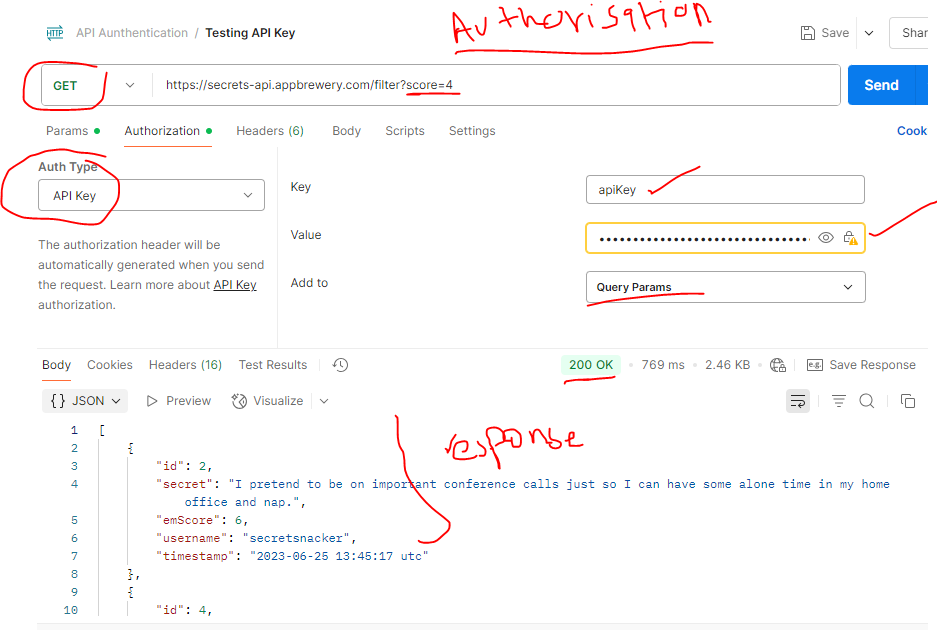 Authorisation
HTTP API Aunthentication / Testing API Key Save Shar
GET https://secrets-api.appbrewery.com/filter?score=4 Send
Params Authorization Headers (6) Body Scripts Settings Cook
Auth Type
API Key
The authorization header will be
automatically generated when you send
the request. Learn more about API Key
authorization.
Key apiKey
Value ••••••••••••••••••••••••••••••••
Add to Query Params
Body Cookies Headers (16) Test Results 200 OK • 769 ms • 2.46 KB e.g. Save Response
{} JSON Preview Visualize
response
1 [
2 {
3 "id": 2,
4 "secret": "I pretend to be on important conference calls just so I can have some alone time in my home
office and nap.",
5 "emScore": 6,
6 "username": "secretsnacker",
7 "timestamp": "2023-06-25 13:45:17 utc"
8 },
9 {
10 "id": 4,